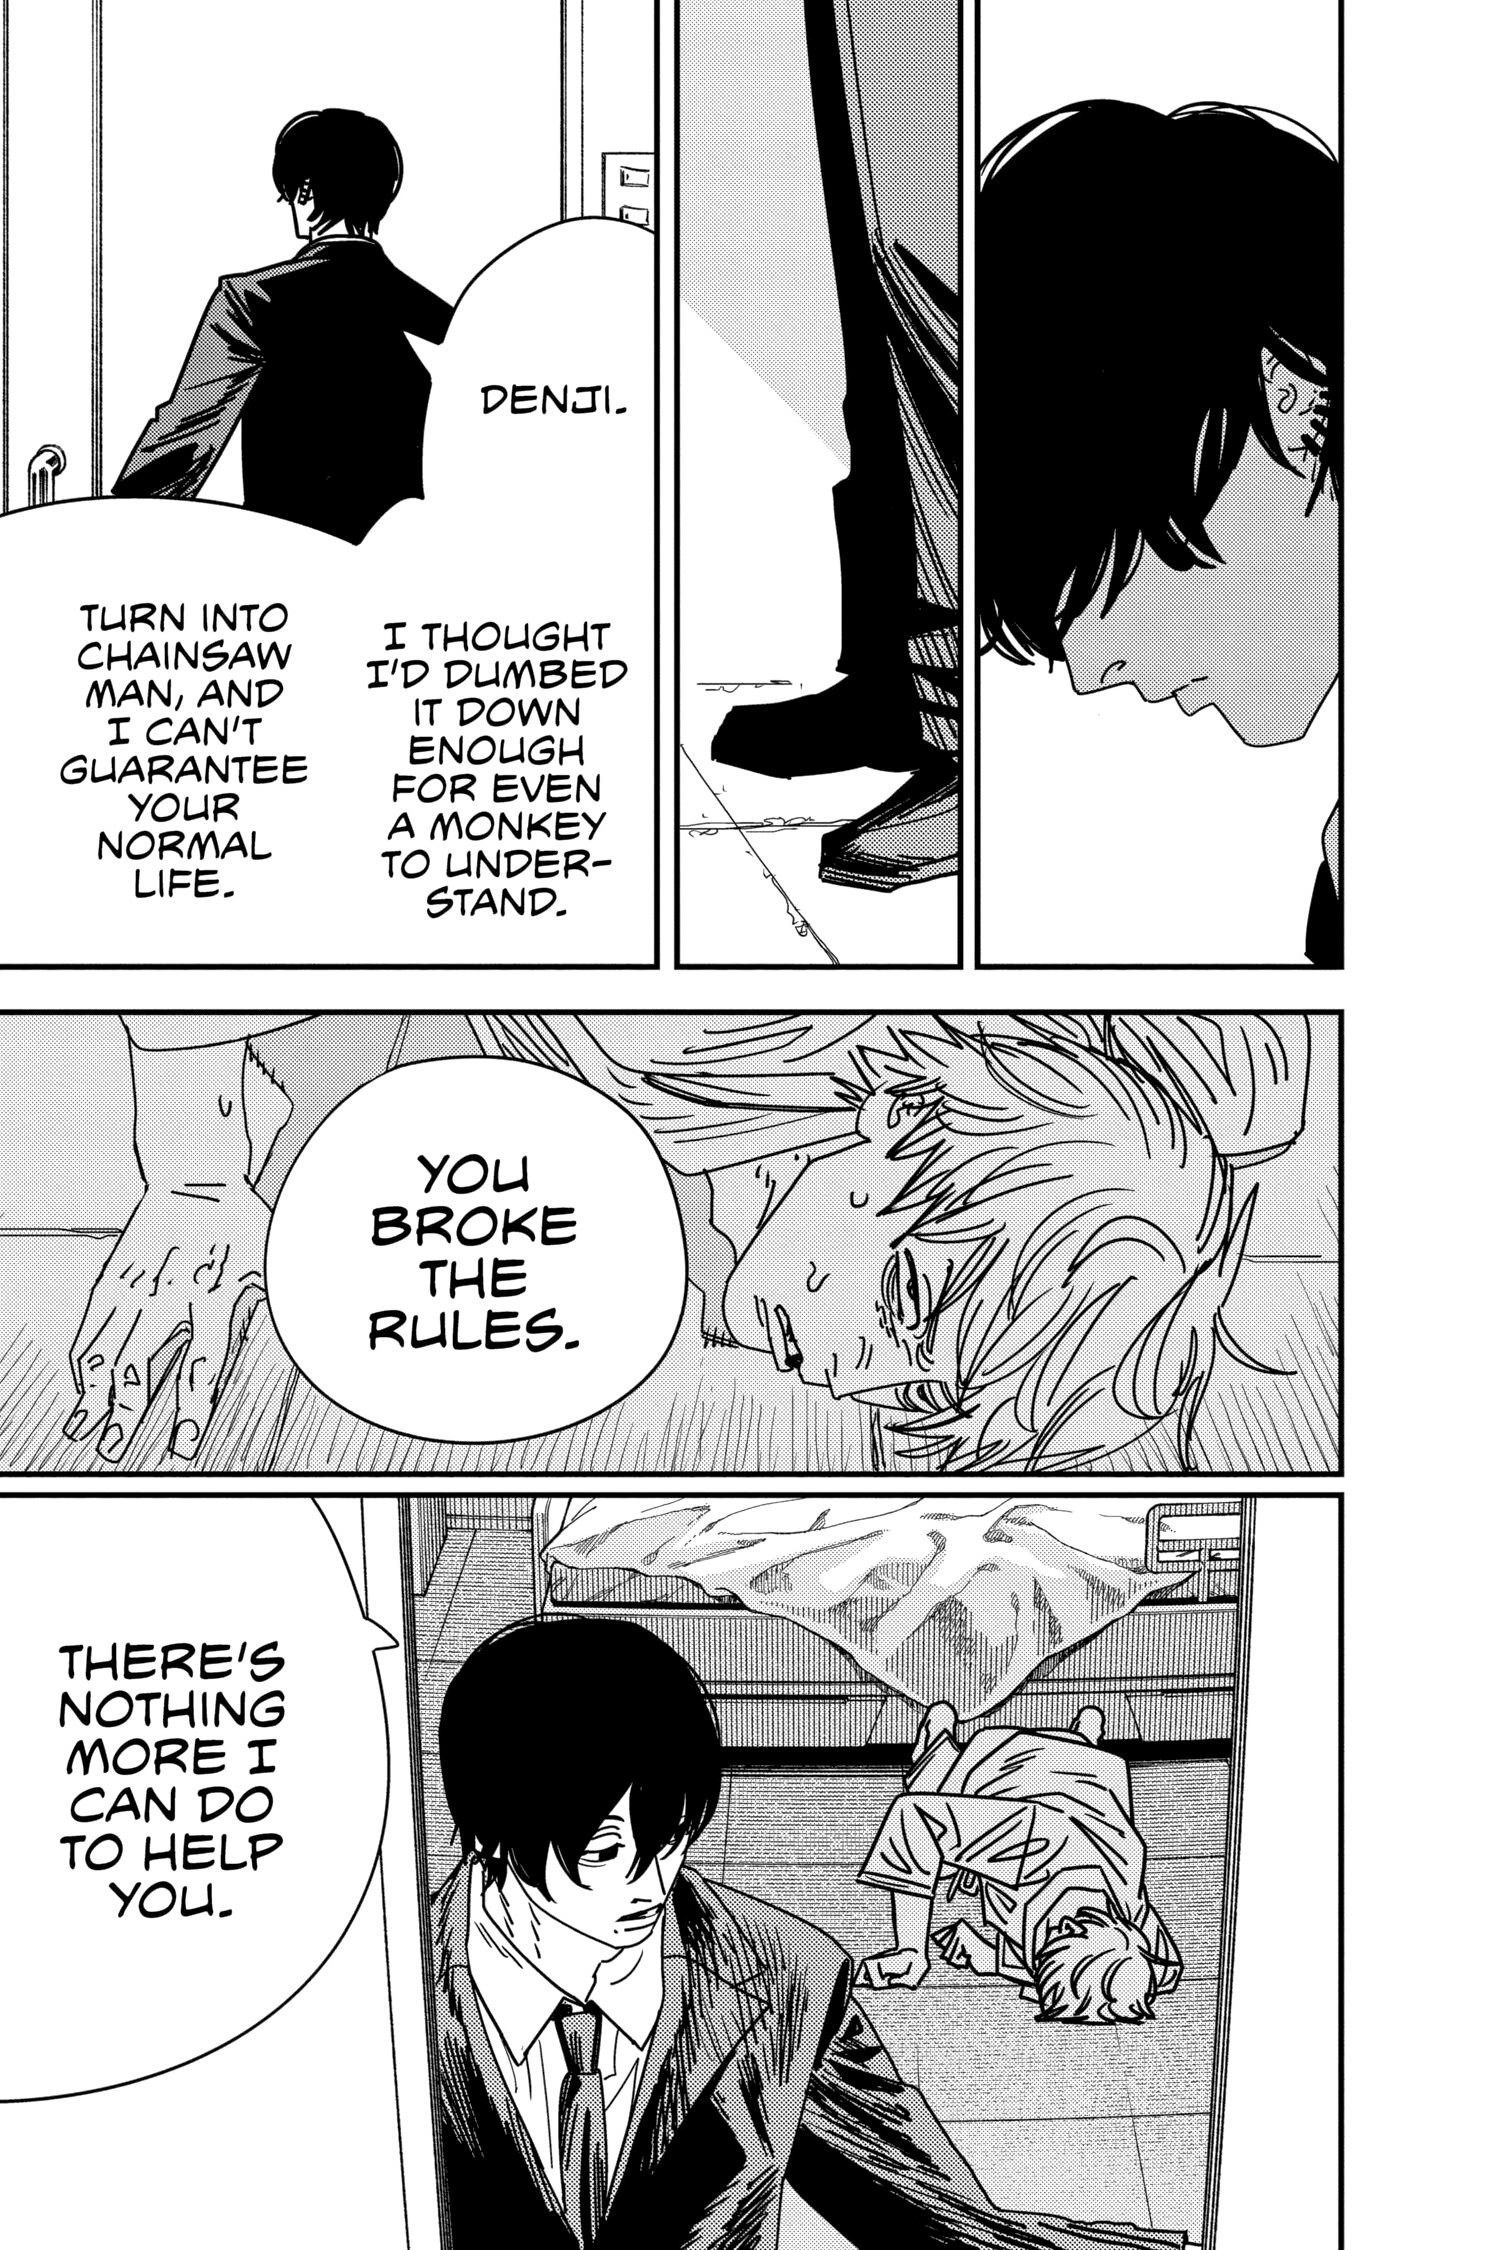 DENJI.
I THOUGHT
I'D DUMBED
IT DOWN
ENOUGH
FOR EVEN
A MONKEY
TO UNDER-
STAND.
TURN INTO
CHAINSAW
MAN, AND
I CAN'T
GUARANTEE
YOUR
NORMAL
LIFE.
YOU
BROKE
THE
RULES.
THERE'S
NOTHING
MORE I
CAN DO
TO HELP
YOU.